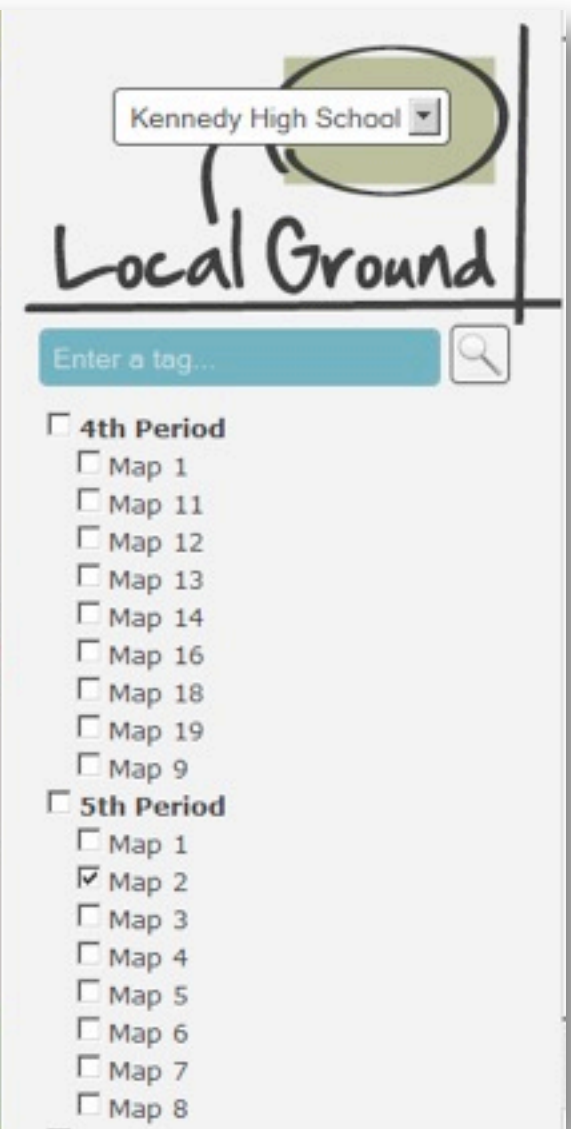 Kennedy High School
Local Ground
Enter a tag...
4th Period
Map 1
Map 11
Map 12
Map 13
Map 14
Map 16
Map 18
Map 19
Map 9
5th Period
Map 1
Map 2
Map 3
Map 4
Map 5
Map 6
Map 7
Map 8